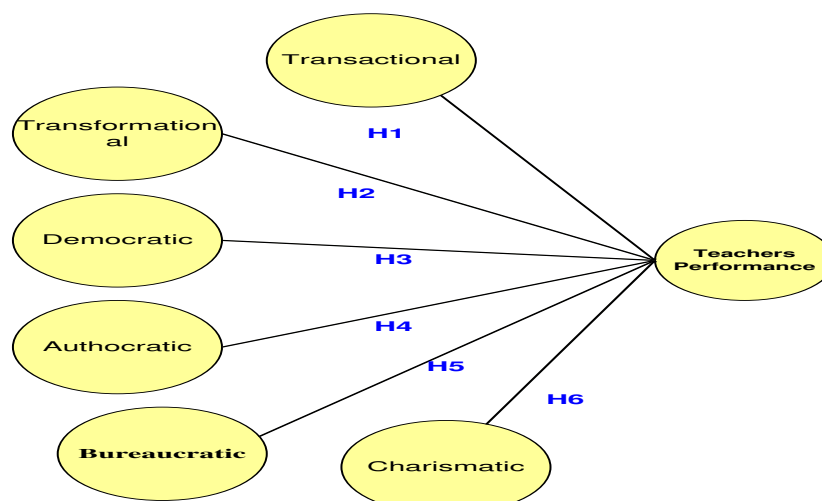 Transactional
H1
Transformation
al
H2
Democratic
H3
Teachers
Performance
Authocratic
H4
H5
Bureaucratic
H6
Charismatic